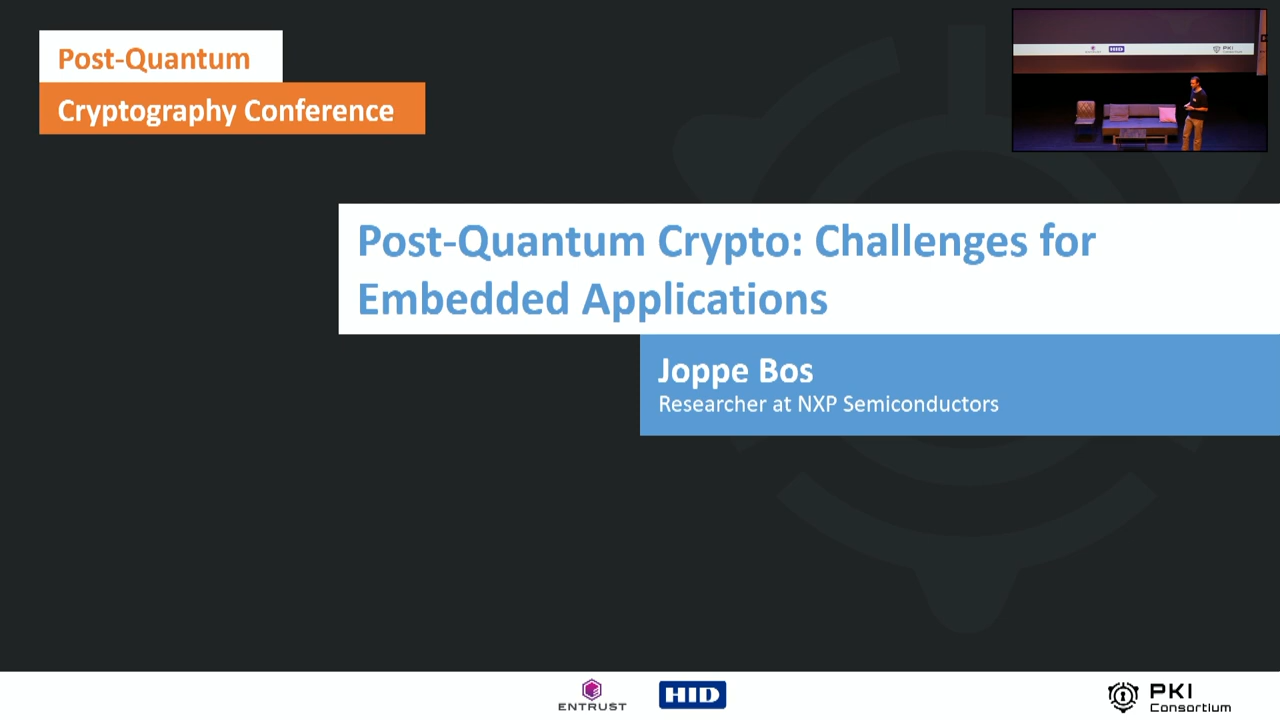 Post-Quantum
Cryptography Conference
Post-Quantum Crypto: Challenges for
Embedded Applications
Joppe Bos
Researcher at NXP Semiconductors
ENTRUST
HID
PKI
Consortium